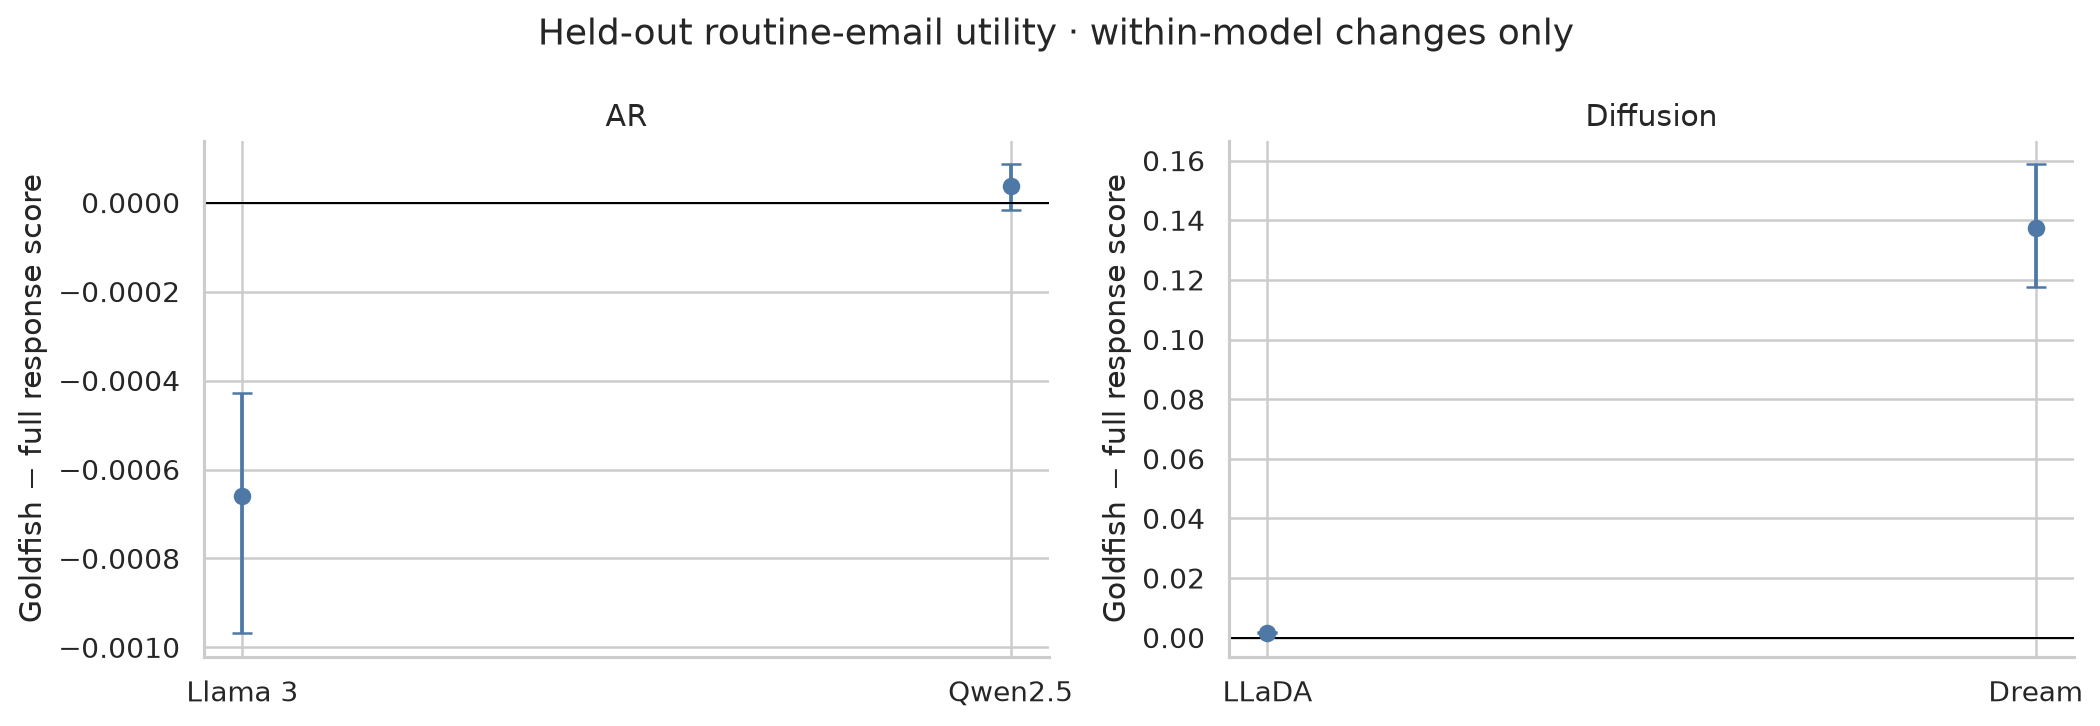 Held-out routine-email utility · within-model changes only
AR
Goldfish — full response score
0.0000
−0.0002
−0.0004
−0.0006
−0.0008
−0.0010
Llama 3
Qwen2.5
Diffusion
Goldfish — full response score
0.16
0.14
0.12
0.10
0.08
0.06
0.04
0.02
0.00
LLaDA
Dream